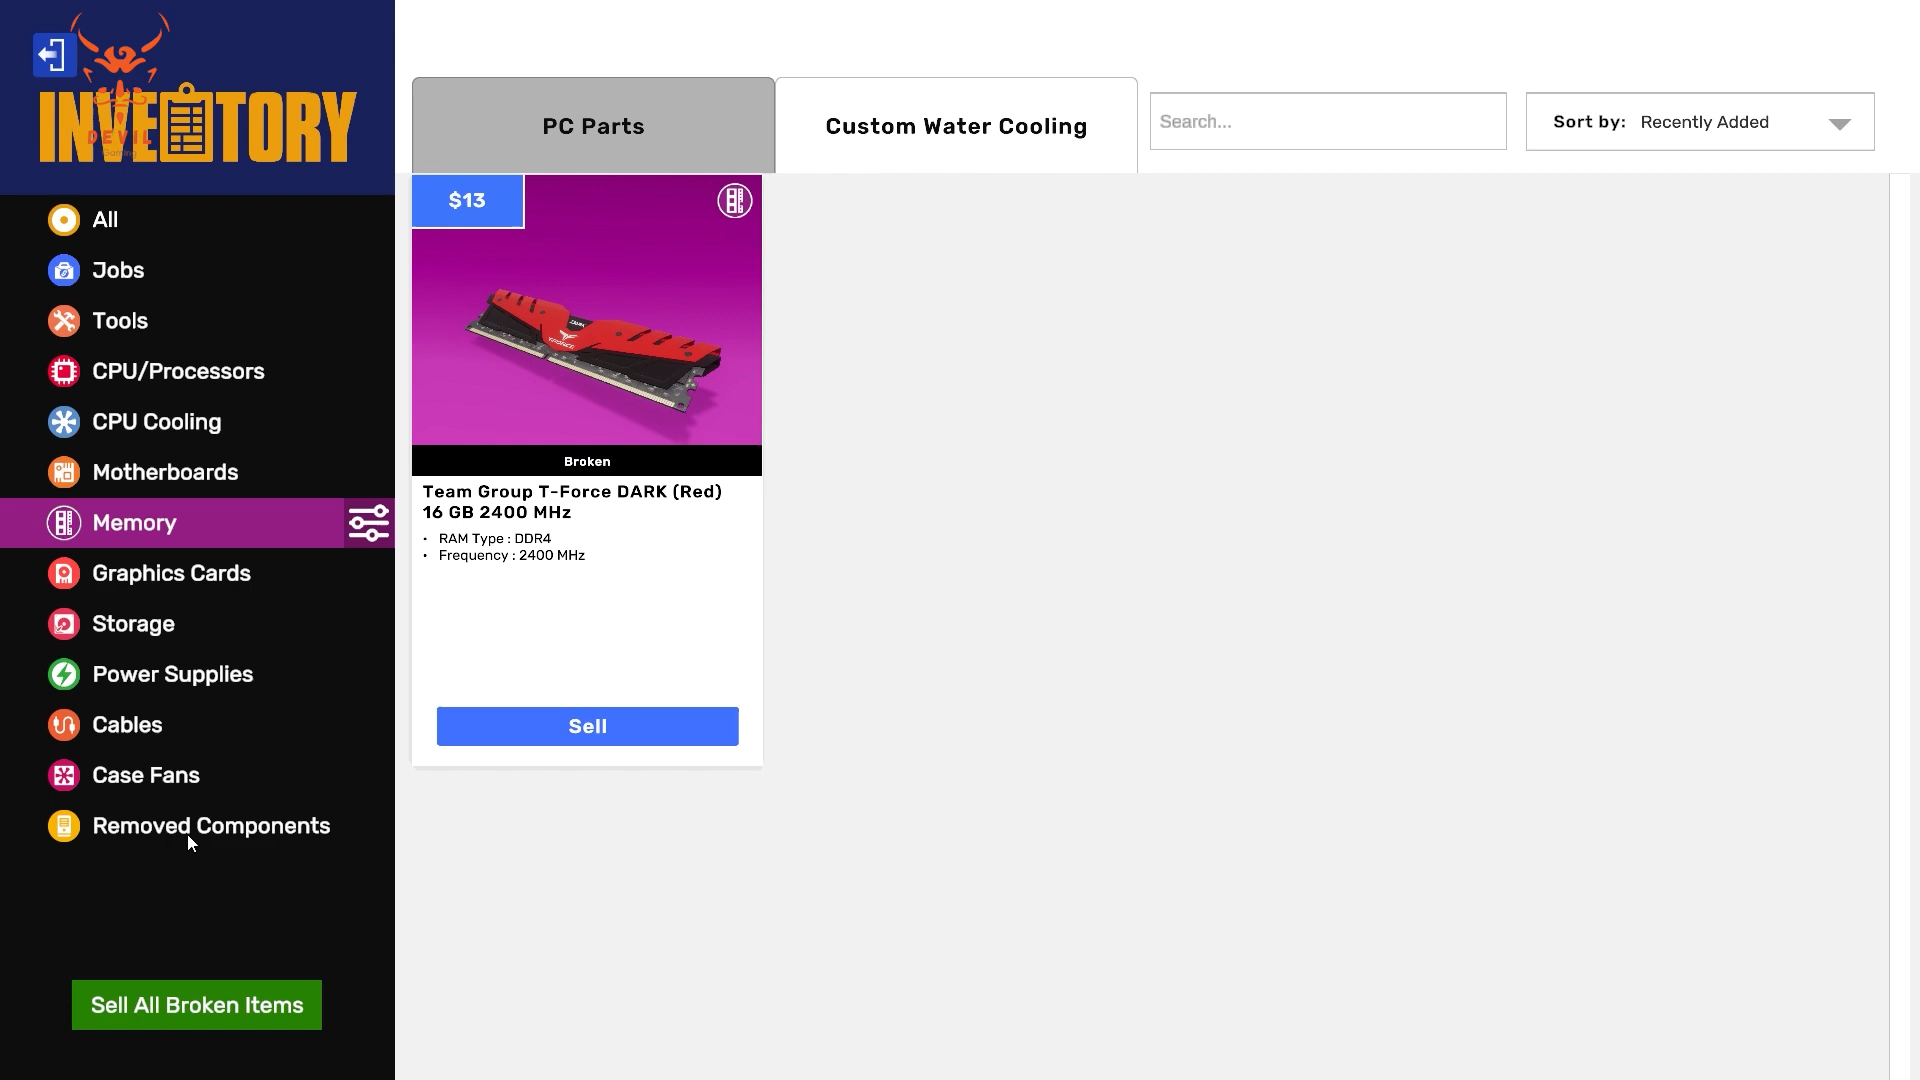 INVENTORY
DEVIL
Gaming
PC Parts
Custom Water Cooling
Search...
Sort by: Recently Added
All
Jobs
Tools
CPU/Processors
CPU Cooling
Motherboards
Memory
Graphics Cards
Storage
Power Supplies
Cables
Case Fans
Removed Components
Sell All Broken Items
$13
Broken
Team Group T-Force DARK (Red)
16 GB 2400 MHz
• RAM Type : DDR4
• Frequency : 2400 MHz
Sell